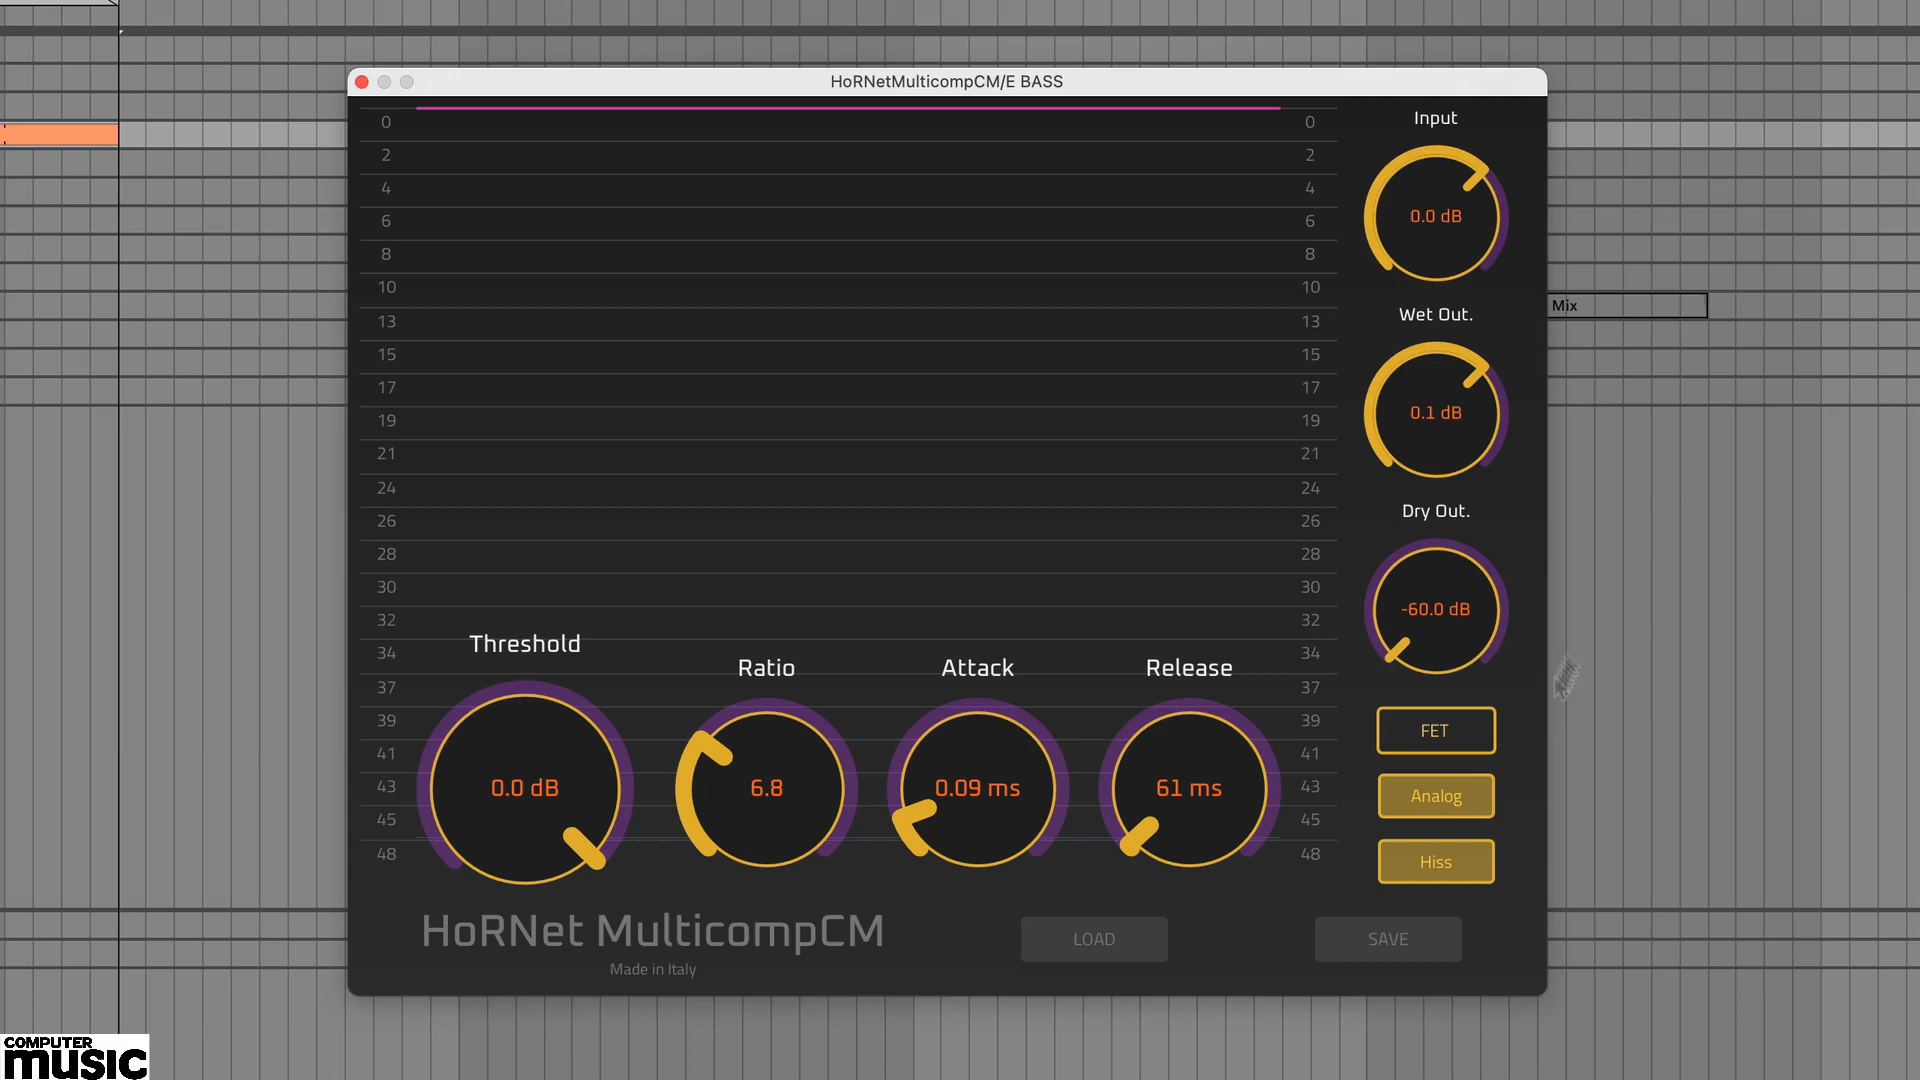 HoRNetMulticompCM/E BASS
0
2
4
6
8
10
13
15
17
19
21
24
26
28
30
32
34
37
39
41
43
45
48
0
2
4
6
8
10
13
15
17
19
21
24
26
28
30
32
34
37
39
41
43
45
48
Input
0.0 dB
Wet Out.
0.1 dB
Dry Out.
-60.0 dB
FET
Analog
Hiss
Threshold
0.0 dB
Ratio
6.8
Attack
0.09 ms
Release
61 ms
HoRNet MulticompCM
Made in Italy
LOAD
SAVE
Mix
COMPUTER
music